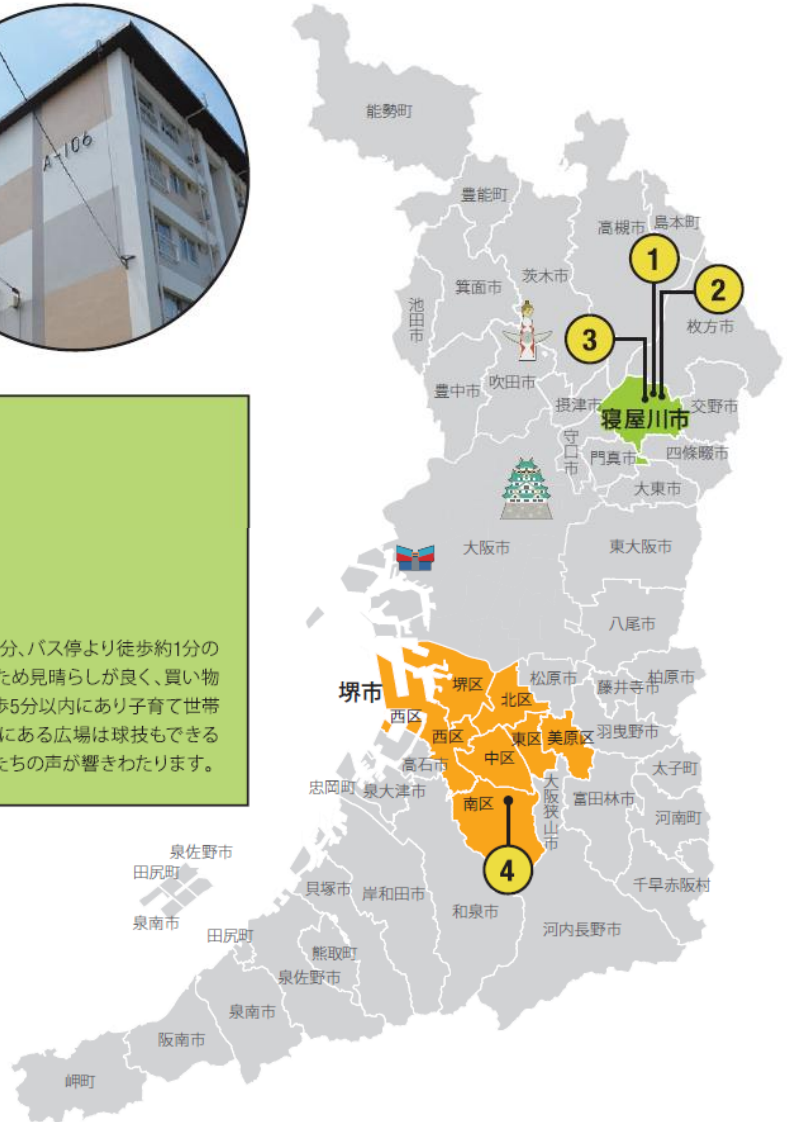 A-106
能勢町
豊能町
高槻市
島本町
茨木市
箕面市
池田市
1
2
3
枚方市
豊中市
吹田市
摂津市
寝屋川市
交野市
守口市
門真市
四條畷市
大東市
大阪市
東大阪市
八尾市
分、バス停より徒歩約1分の
ため見晴らしが良く、買い物
歩5分以内にあり子育て世帯
にある広場は球技もできる
たちの声が響きわたります。
堺市
堺区
北区
松原市
藤井寺市
柏原市
西区
西区
東区
美原区
羽曳野市
中区
高石市
太子町
忠岡町
泉大津市
南区
大阪狭山市
富田林市
河南町
4
千早赤阪村
泉佐野市
田尻町
泉南市
貝塚市
岸和田市
和泉市
河内長野市
田尻町
熊取町
泉佐野市
泉南市
阪南市
岬町